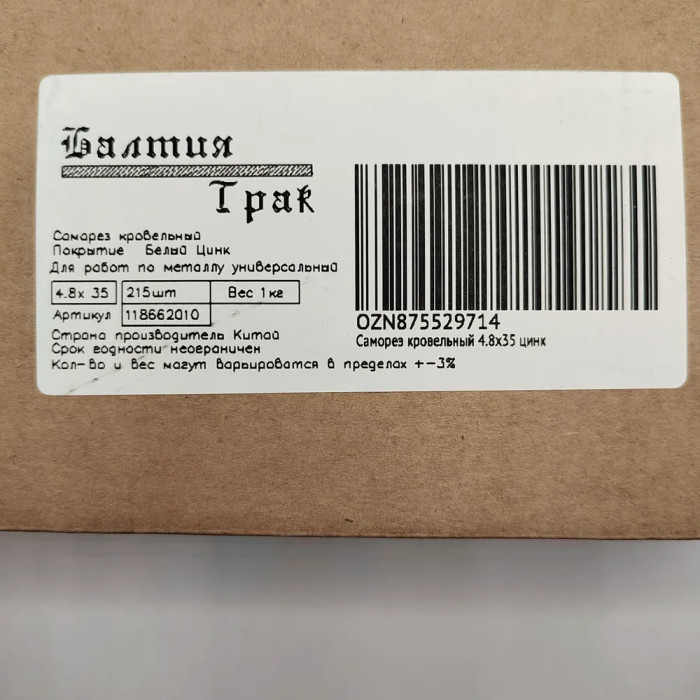 Балтия
Трак
Саморез кровельный
Покрытие Белый Цинк
Для работ по металлу универсальный
4.8х 35 215шт Вес 1кг
Артикул 118662010
Страна производитель Китай
Срок годности неограничен
Кол-во и вес магут варьироватся в пределах +-3%
OZN875529714
Саморез кровельный 4.8х35 цинк